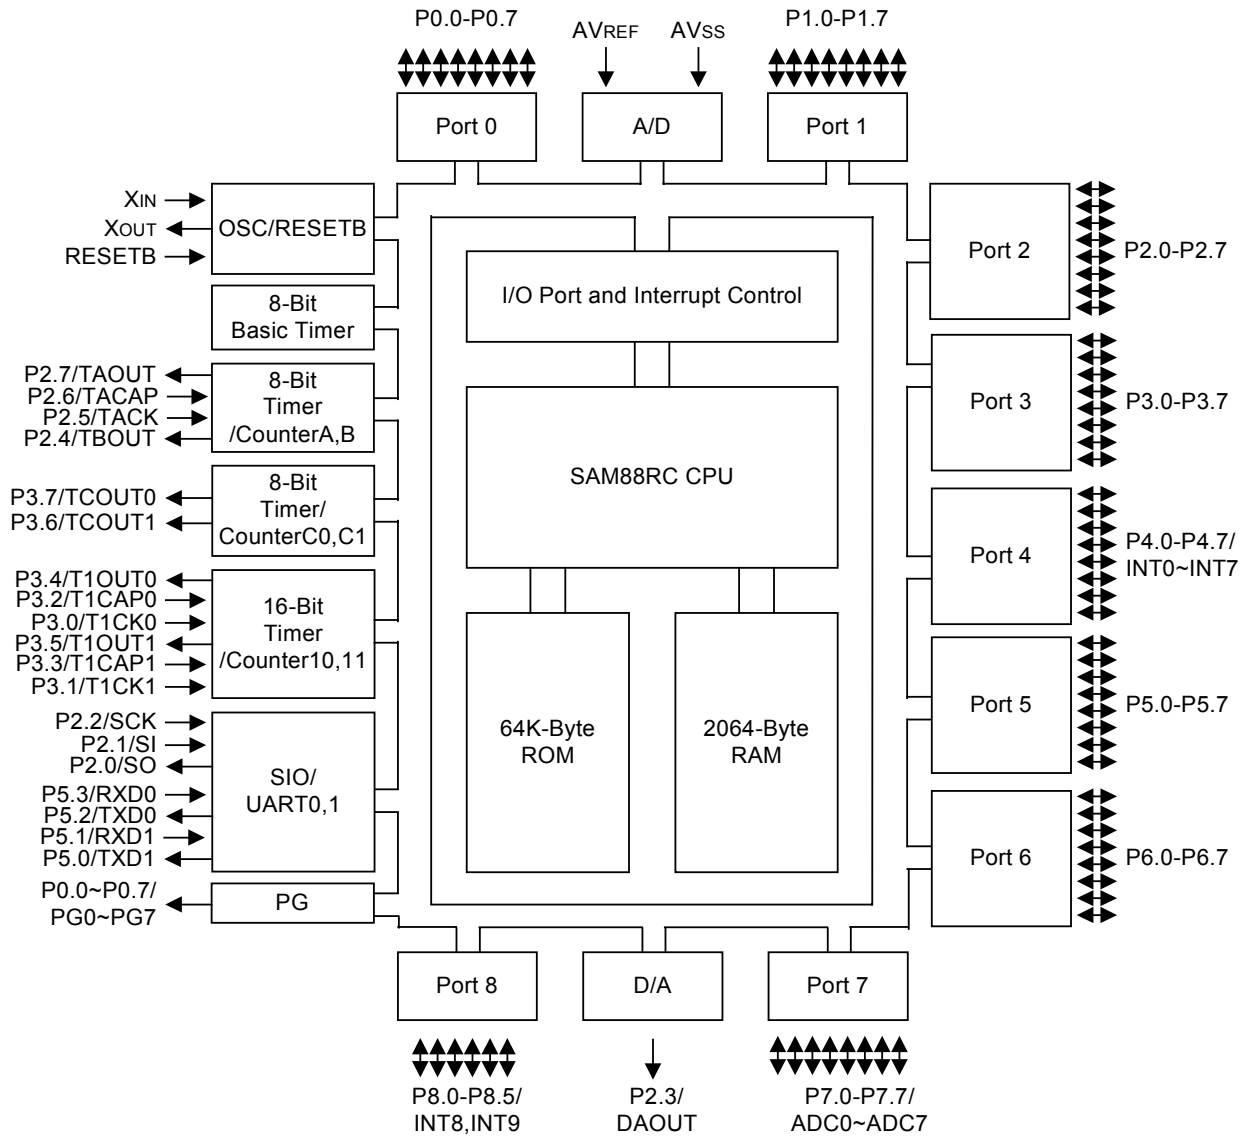 P0.0-P0.7
AVREF
AVSS
P1.0-P1.7
Port 0
A/D
Port 1
XIN
XOUT
RESETB
OSC/RESETB
Port 2
P2.0-P2.7
I/O Port and Interrupt Control
8-Bit
Basic Timer
P2.7/TAOUT
P2.6/TACAP
P2.5/TACK
P2.4/TBOUT
8-Bit
Timer
/CounterA,B
Port 3
P3.0-P3.7
SAM88RC CPU
P3.7/TCOUT0
P3.6/TCOUT1
8-Bit
Timer/
CounterC0,C1
Port 4
P4.0-P4.7/
INT0~INT7
P3.4/T1OUT0
P3.2/T1CAP0
P3.0/T1CK0
P3.5/T1OUT1
P3.3/T1CAP1
P3.1/T1CK1
16-Bit
Timer
/Counter10,11
Port 5
P5.0-P5.7
64K-Byte
ROM
2064-Byte
RAM
P2.2/SCK
P2.1/SI
P2.0/SO
P5.3/RXD0
P5.2/TXD0
P5.1/RXD1
P5.0/TXD1
SIO/
UART0,1
Port 6
P6.0-P6.7
P0.0~P0.7/
PG0~PG7
PG
Port 8
D/A
Port 7
P8.0-P8.5/
INT8,INT9
P2.3/
DAOUT
P7.0-P7.7/
ADC0~ADC7